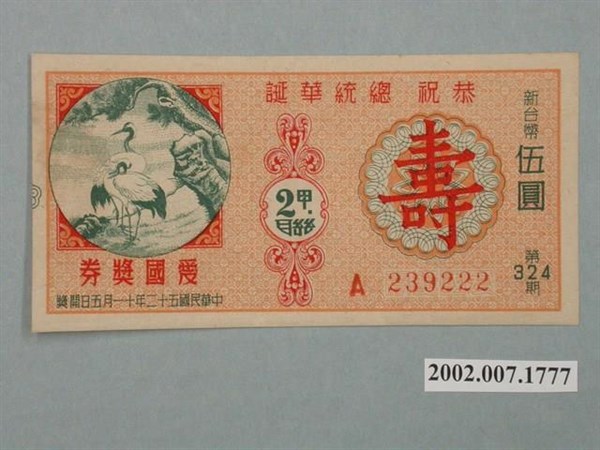 恭祝 總統華誕
新台幣
伍圓
第
324
期
壽
甲
2
A 239222
愛國獎券
中華民國五十二年十一月五日開獎
2002.007.1777